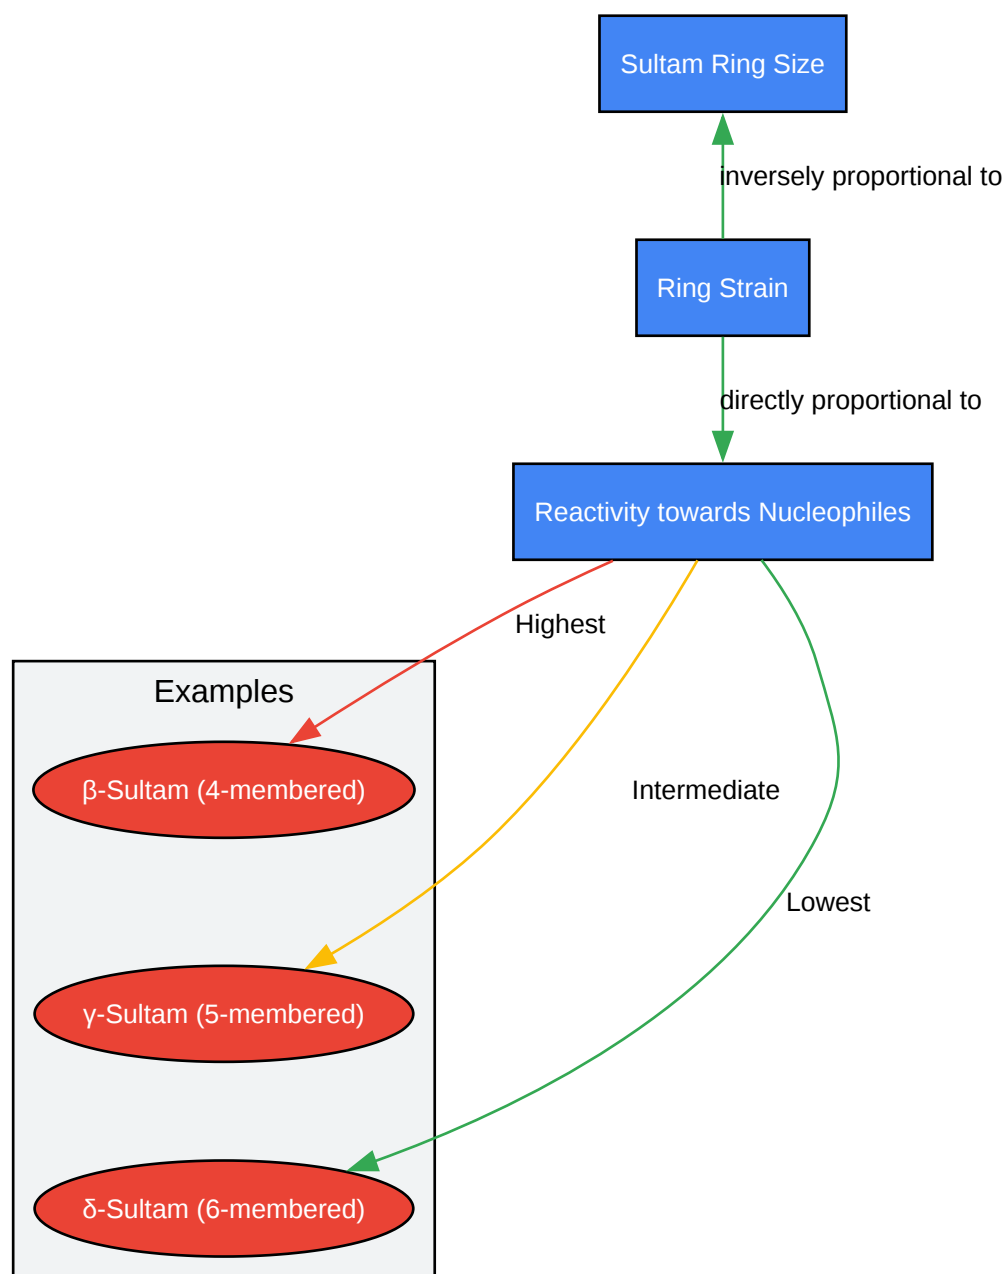 Sultam Ring Size
inversely proportional to
Ring Strain
directly proportional to
Reactivity towards Nucleophiles
Highest
Examples
β-Sultam (4-membered)
Intermediate
Lowest
γ-Sultam (5-membered)
δ-Sultam (6-membered)